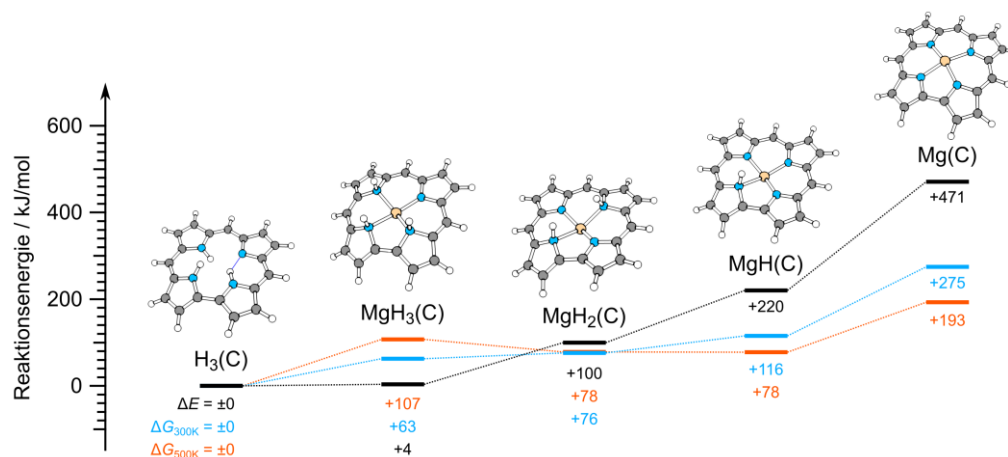 Reaktionsenergie / kJ/mol
600
400
200
0
H₃(C)
ΔE = ±0
ΔG₃₀₀K = ±0
ΔG₅₀₀K = ±0
MgH₃(C)
+107
+63
+4
MgH₂(C)
+100
+78
+76
MgH(C)
+220
+116
+78
Mg(C)
+471
+275
+193